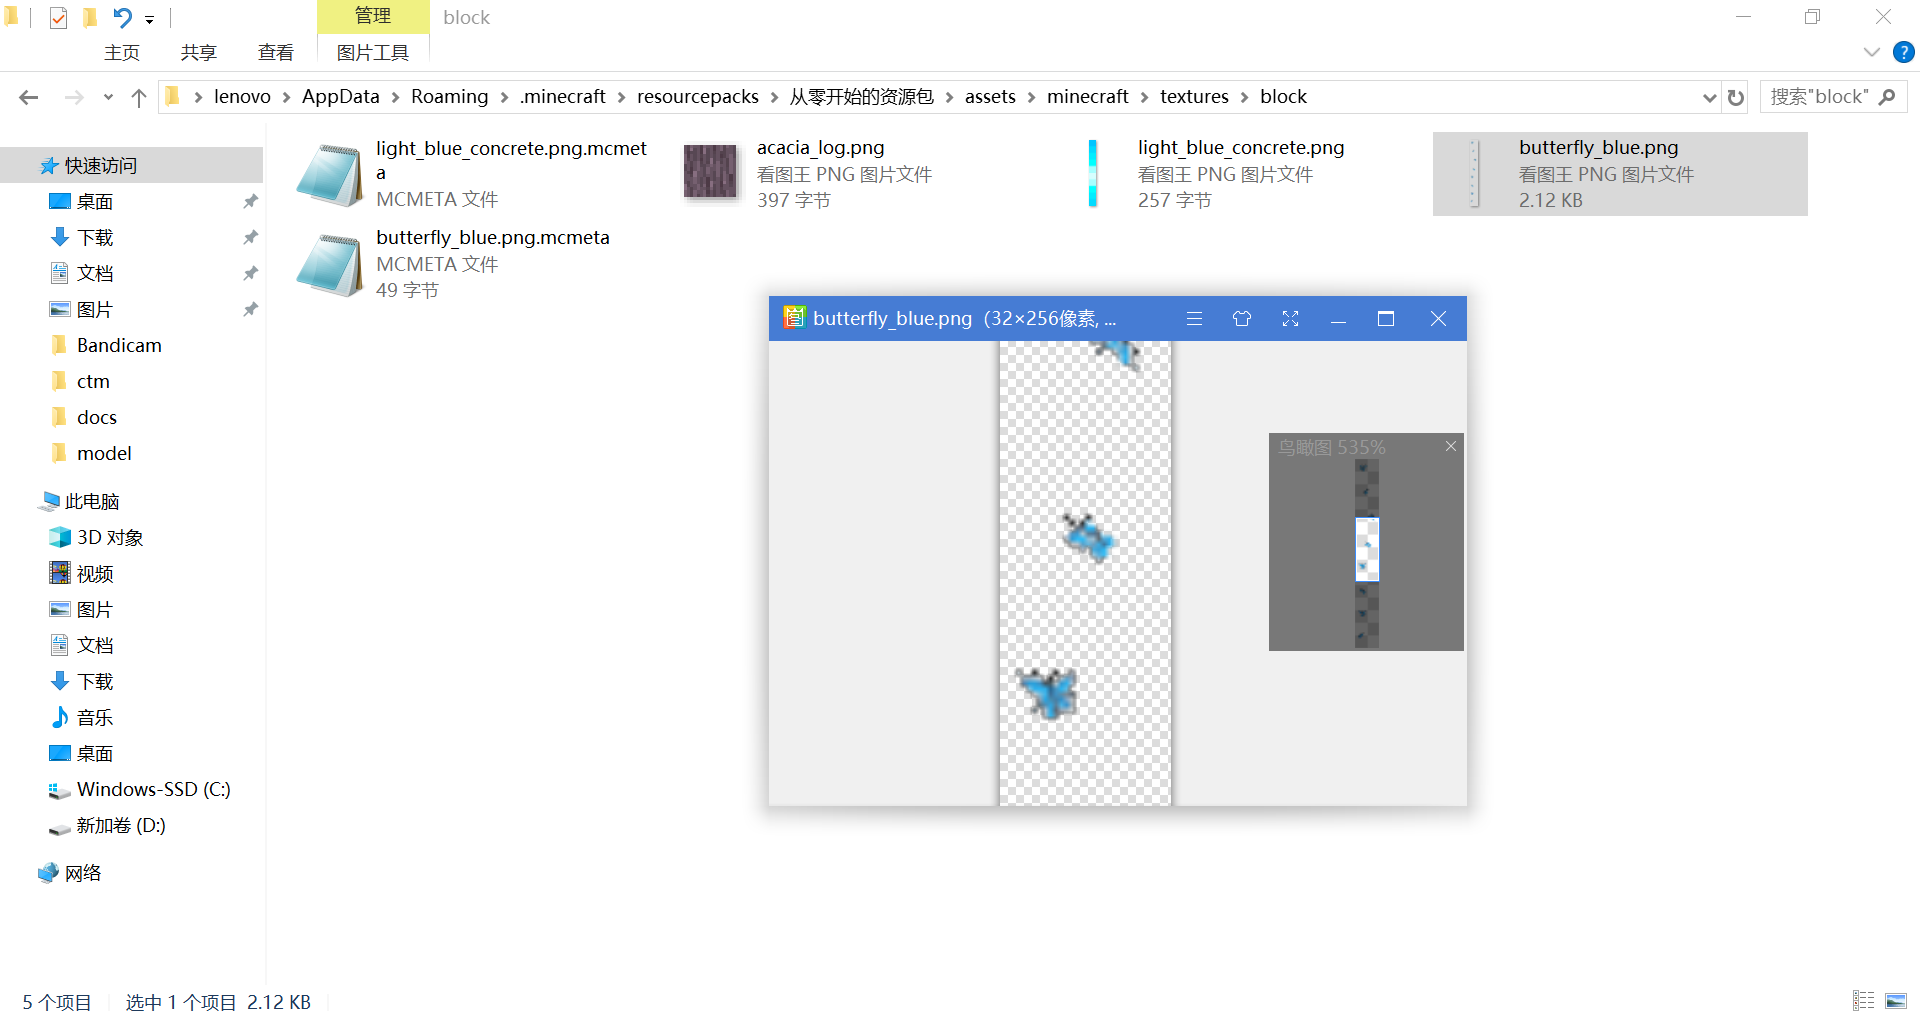 管理
block
主页
共享
查看
图片工具
lenovo
AppData
Roaming
.minecraft
resourcepacks
从零开始的资源包
assets
minecraft
textures
block
搜索"block"
快速访问
桌面
下载
文档
图片
Bandicam
ctm
docs
model
此电脑
3D 对象
视频
图片
文档
下载
音乐
桌面
Windows-SSD (C:)
新加卷 (D:)
网络
light_blue_concrete.png.mcmet
a
MCMETA 文件
acacia_log.png
看图王 PNG 图片文件
397 字节
light_blue_concrete.png
看图王 PNG 图片文件
257 字节
butterfly_blue.png
看图王 PNG 图片文件
2.12 KB
butterfly_blue.png.mcmeta
MCMETA 文件
49 字节
butterfly_blue.png（32×256像素, ...
鸟瞰图 535%
5 个项目
选中 1 个项目 2.12 KB